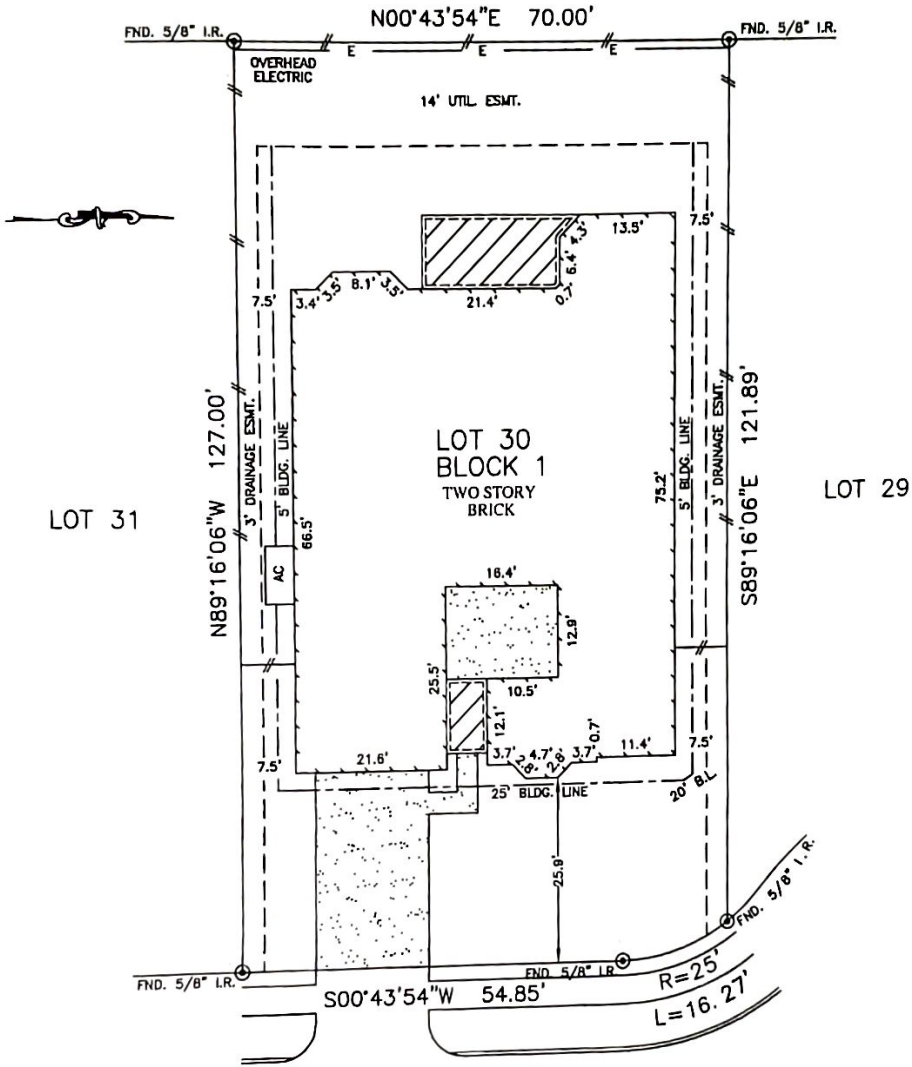 N00°43'54"E 70.00'
FND. 5/8" I.R.
FND. 5/8" I.R.
E E E
OVERHEAD
ELECTRIC
14' UTIL. ESMT.
7.5'
13.5'
4.3'
6.4'
0.7'
21.4'
7.5'
3.4'
3.5'
8.1'
3.5'
N89°16'06"W 127.00'
3' DRAINAGE ESMT.
5' BLDG. LINE
66.5'
AC
LOT 31
LOT 30
BLOCK 1
TWO STORY
BRICK
75.2'
5' BLDG. LINE
3' DRAINAGE ESMT.
S89°16'06"E 121.89'
LOT 29
16.4'
12.9'
25.5'
10.5'
12.1'
3.7'
2.8'
4.7'
2.8'
3.7'
0.7'
11.4'
7.5'
7.5'
21.6'
25' BLDG. LINE
20' B.L.
25.9'
FND. 5/8" I.R.
FND. 5/8" I.R.
FND. 5/8" I.R.
S00°43'54"W 54.85'
R=25'
L=16.27'